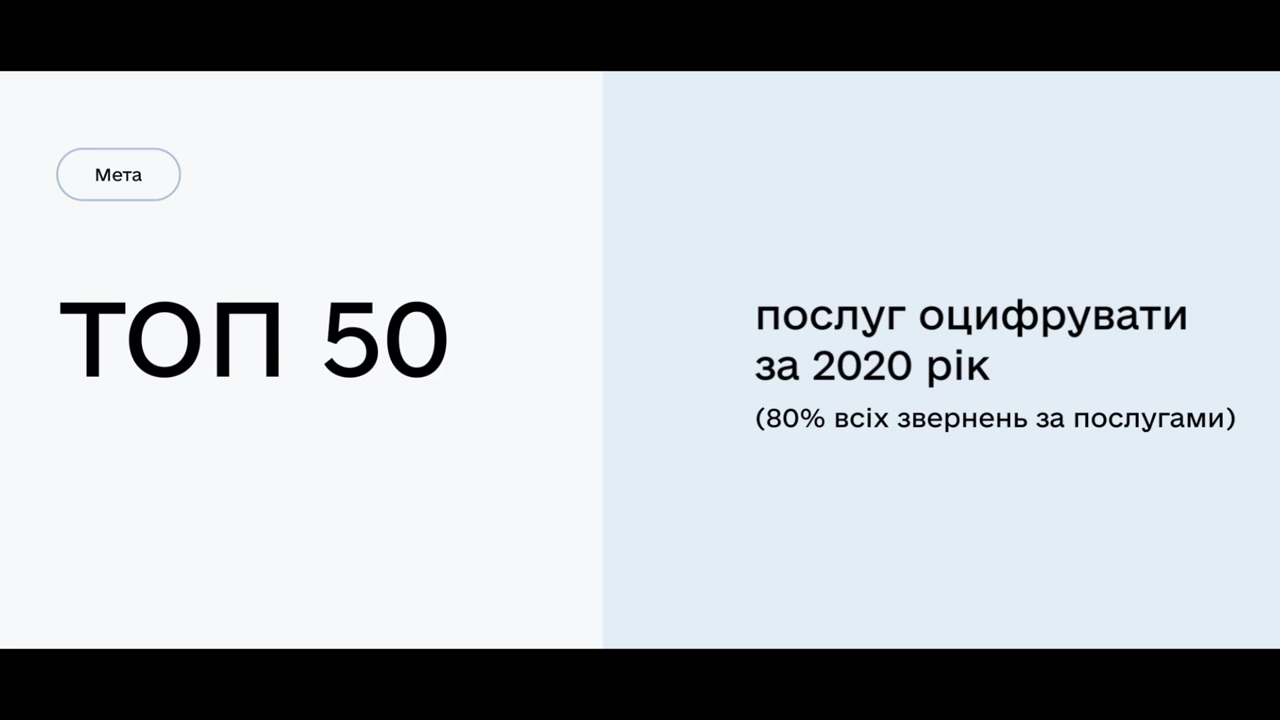 Мета
ТОП 50
послуг оцифрувати
за 2020 рік
(80% всіх звернень за послугами)